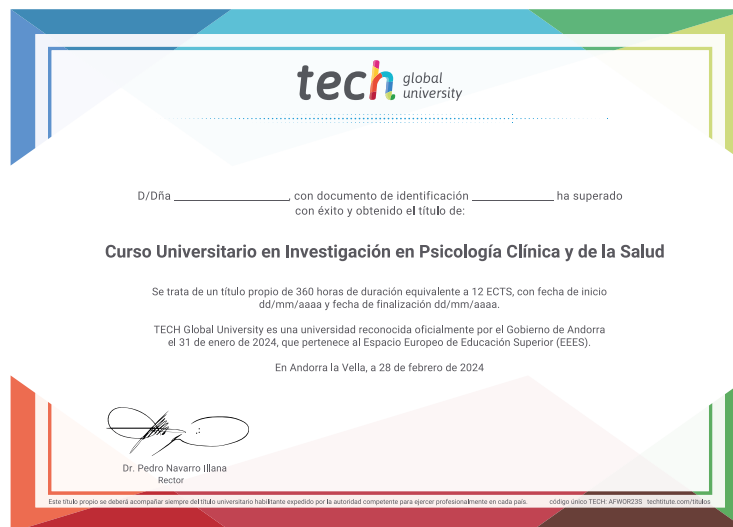 tech global
university
D/Dña ____________________, con documento de identificación ______________ ha superado
con éxito y obtenido el título de:
Curso Universitario en Investigación en Psicología Clínica y de la Salud
Se trata de un título propio de 360 horas de duración equivalente a 12 ECTS, con fecha de inicio
dd/mm/aaaa y fecha de finalización dd/mm/aaaa.
TECH Global University es una universidad reconocida oficialmente por el Gobierno de Andorra
el 31 de enero de 2024, que pertenece al Espacio Europeo de Educación Superior (EEES).
En Andorra la Vella, a 28 de febrero de 2024
Dr. Pedro Navarro Illana
Rector
Este título propio se deberá acompañar siempre del título universitario habilitante expedido por la autoridad competente para ejercer profesionalmente en cada país. código único TECH: AFWOR23S techtitute.com/titulos